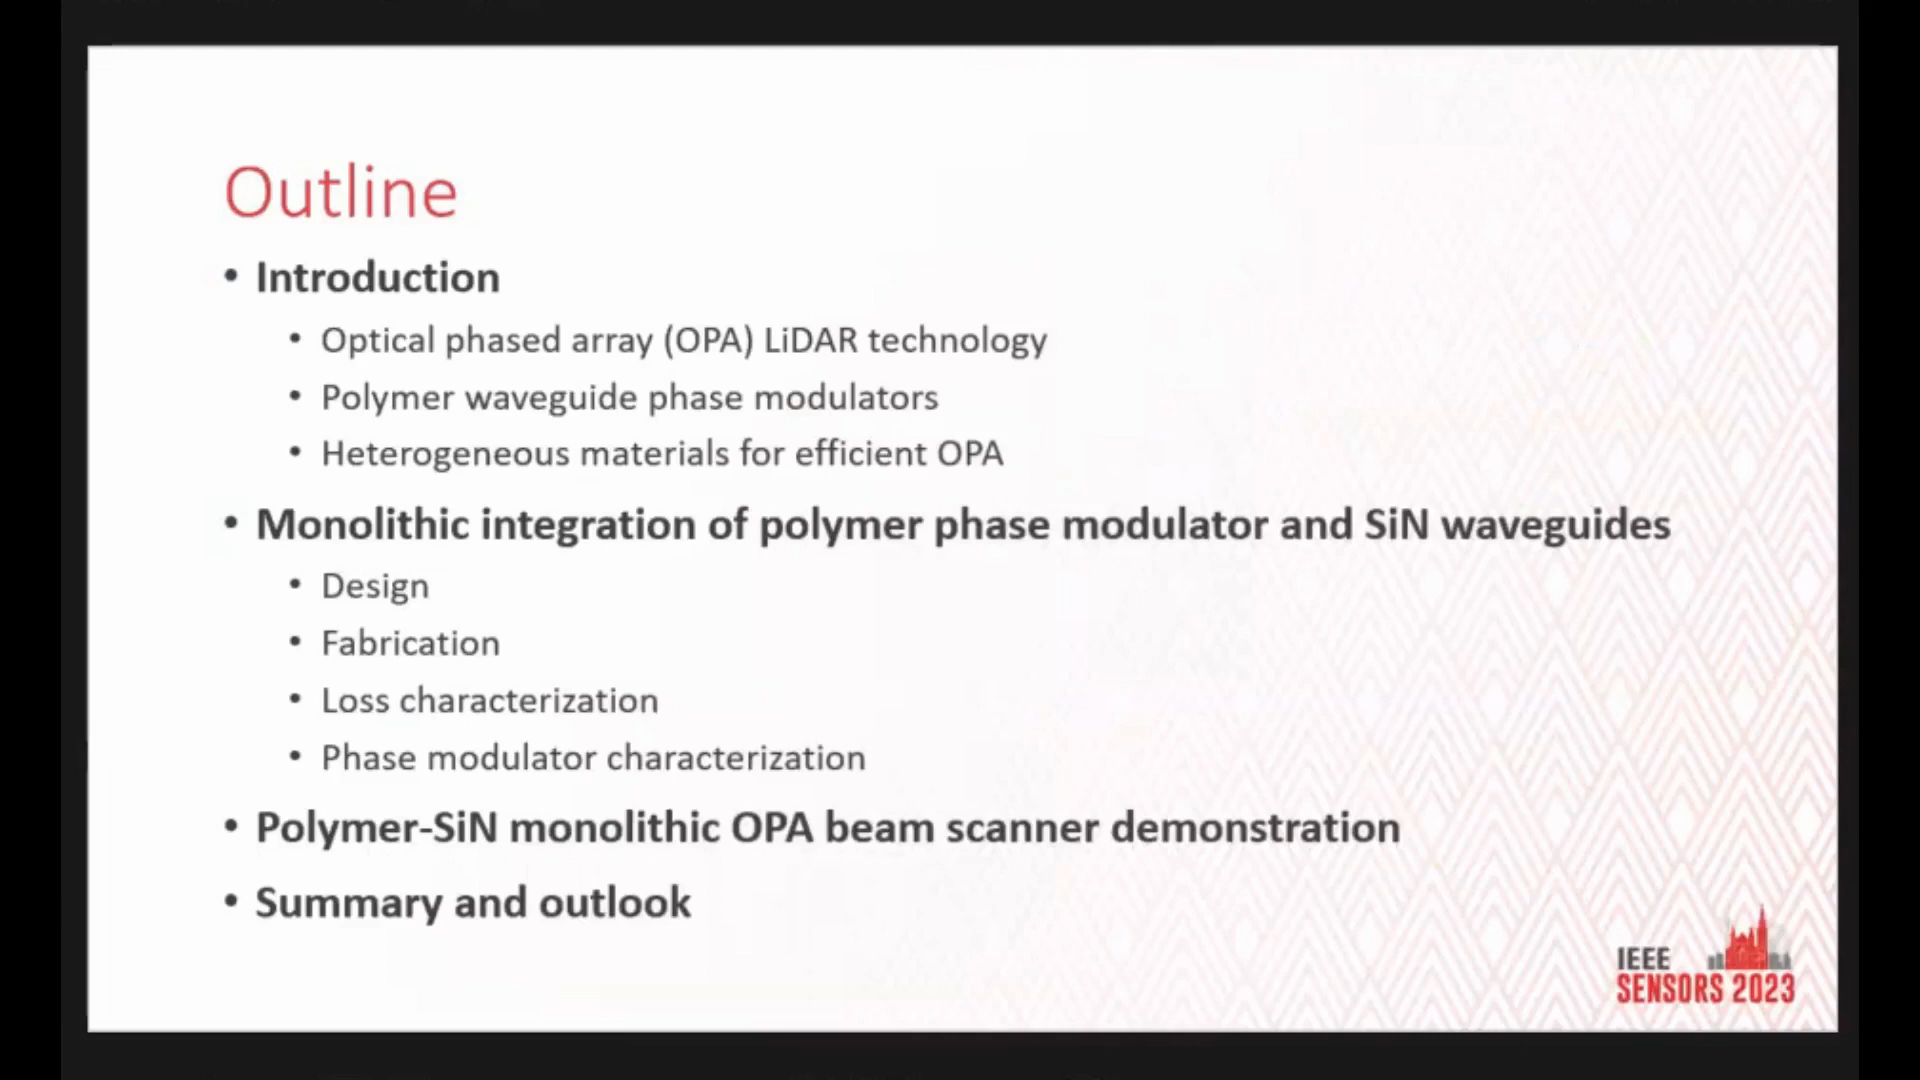 Outline
• Introduction
• Optical phased array (OPA) LiDAR technology
• Polymer waveguide phase modulators
• Heterogeneous materials for efficient OPA
• Monolithic integration of polymer phase modulator and SiN waveguides
• Design
• Fabrication
• Loss characterization
• Phase modulator characterization
• Polymer-SiN monolithic OPA beam scanner demonstration
• Summary and outlook
IEEE
SENSORS 2023